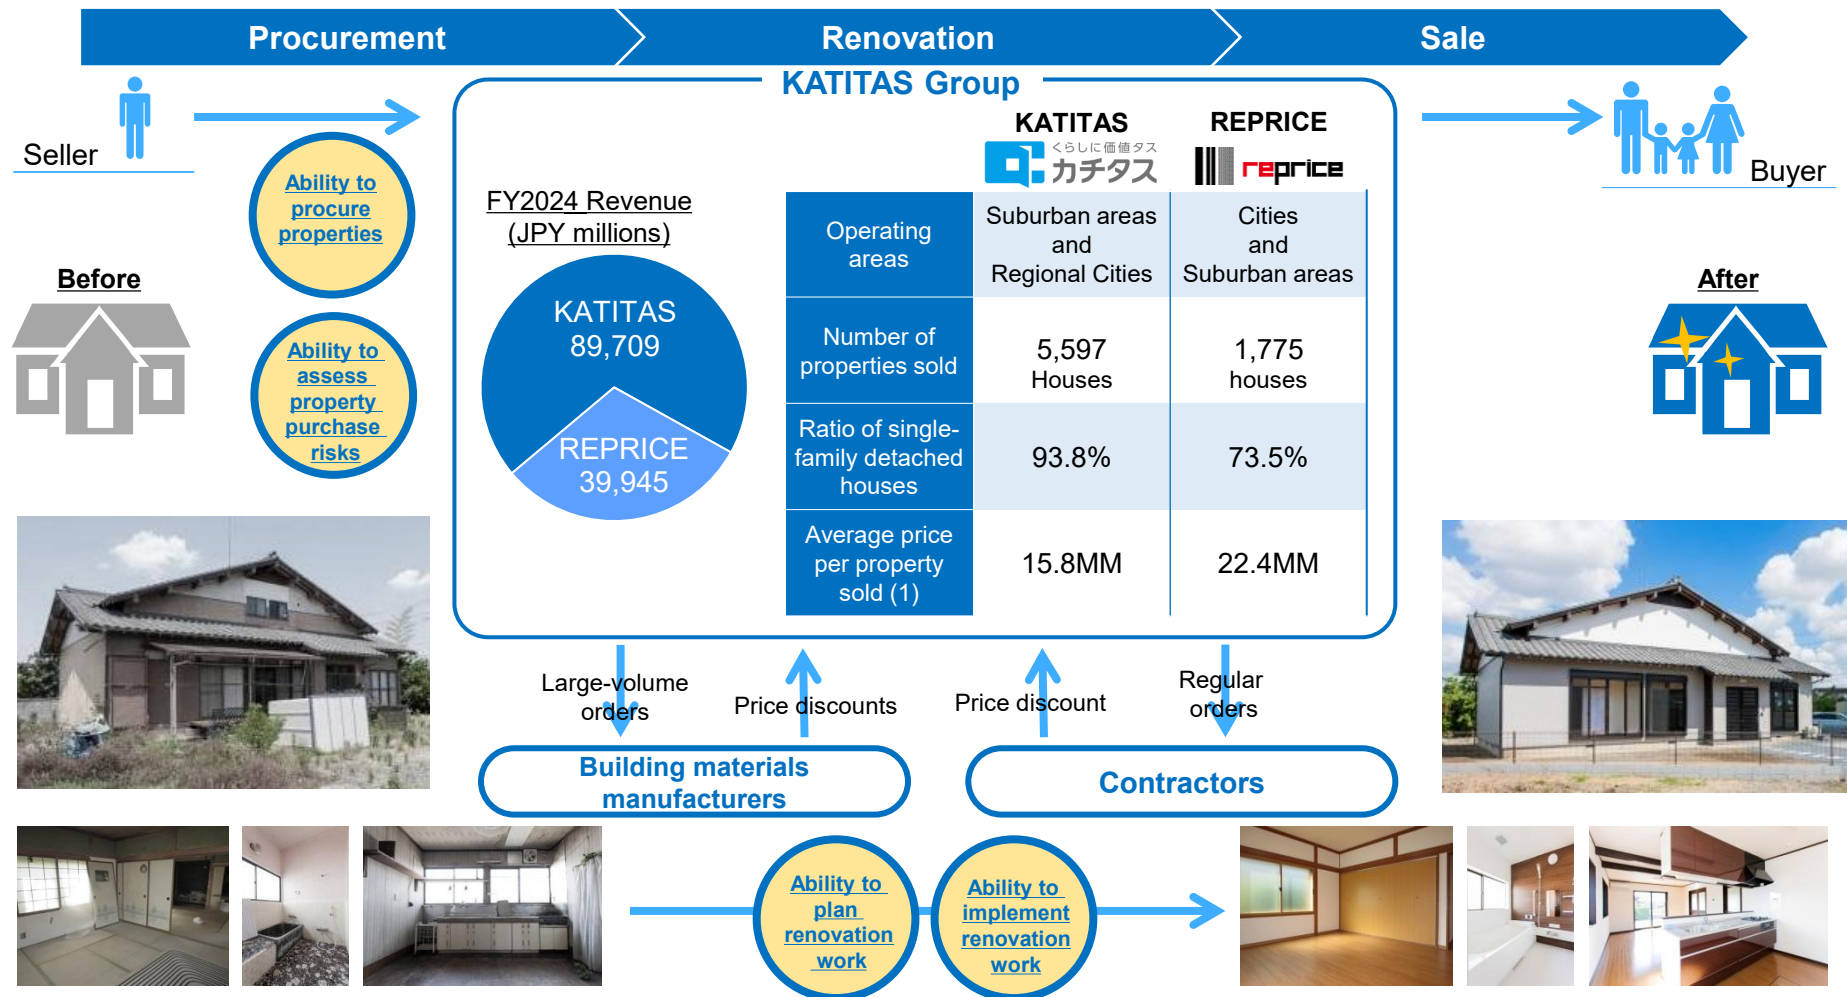 Procurement
Renovation
Sale
KATITAS Group
Seller
Buyer
Ability to
procure
properties
Before
Ability to
assess
property
purchase
risks
FY2024 Revenue
(JPY millions)
KATITAS
89,709
REPRICE
39,945
KATITAS
REPRICE
くらしに価値タス
カチタス
reprice
Operating
areas
Suburban areas
and
Regional Cities
Cities
and
Suburban areas
Number of
properties sold
5,597
Houses
1,775
houses
Ratio of single-
family detached
houses
93.8%
73.5%
Average price
per property
sold (1)
15.8MM
22.4MM
After
Large-volume
orders
Price discounts
Price discount
Regular
orders
Building materials
manufacturers
Contractors
Ability to
plan
renovation
work
Ability to
implement
renovation
work